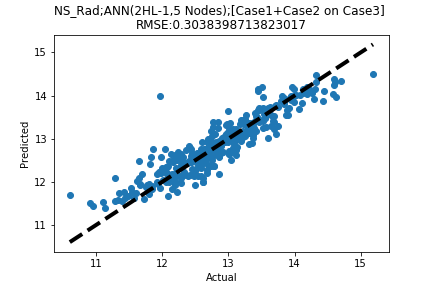 NS_Rad;ANN(2HL-1,5 Nodes);[Case1+Case2 on Case3]
RMSE:0.3038398713823017
15
14
13
12
11
Predicted
11
12
13
14
15
Actual